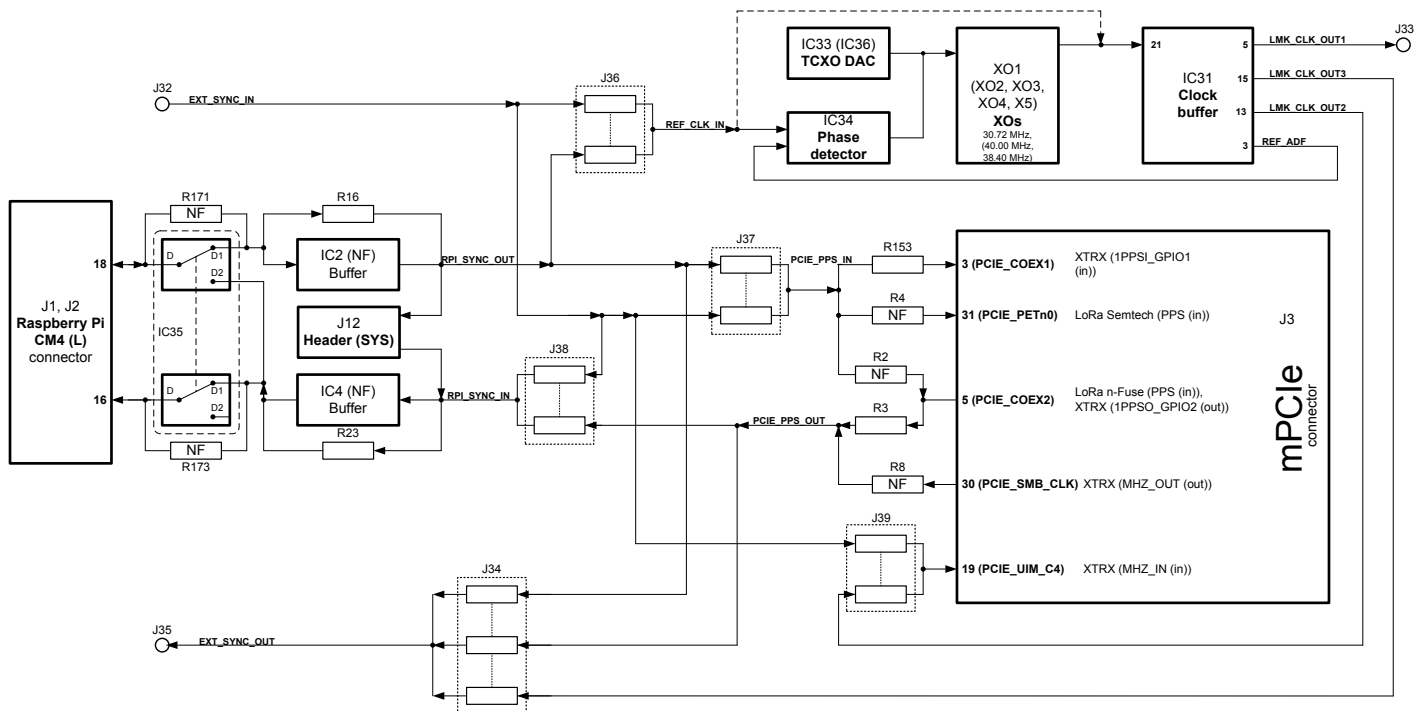 J33
IC33 (IC36)
TCXO DAC
XO1
(XO2, XO3,
XO4, X5)
XOs
30.72 MHz,
(40.00 MHz,
38.40 MHz)
21
5
LMK_CLK_OUT1
15
LMK_CLK_OUT3
IC31
Clock
buffer
13
LMK_CLK_OUT2
3
REF_ADF
J32
EXT_SYNC_IN
J36
REF_CLK_IN
IC34
Phase
detector
R171
NF
R16
J1, J2
Raspberry Pi
CM4 (L)
connector
18
D
D1
D2
IC35
IC2 (NF)
Buffer
RPI_SYNC_OUT
J12
Header (SYS)
16
D
D1
D2
IC4 (NF)
Buffer
RPI_SYNC_IN
NF
R173
R23
J38
J37
PCIE_PPS_IN
R153
3 (PCIE_COEX1)
XTRX (1PPSI_GPIO1
(in))
R4
NF
31 (PCIE_PETn0)
LoRa Semtech (PPS (in))
J3
mPCIe
connector
R2
NF
5 (PCIE_COEX2)
LoRa n-Fuse (PPS (in)),
XTRX (1PPSO_GPIO2 (out))
R3
PCIE_PPS_OUT
R8
NF
30 (PCIE_SMB_CLK)
XTRX (MHZ_OUT (out))
J39
19 (PCIE_UIM_C4)
XTRX (MHZ_IN (in))
J34
J35
EXT_SYNC_OUT